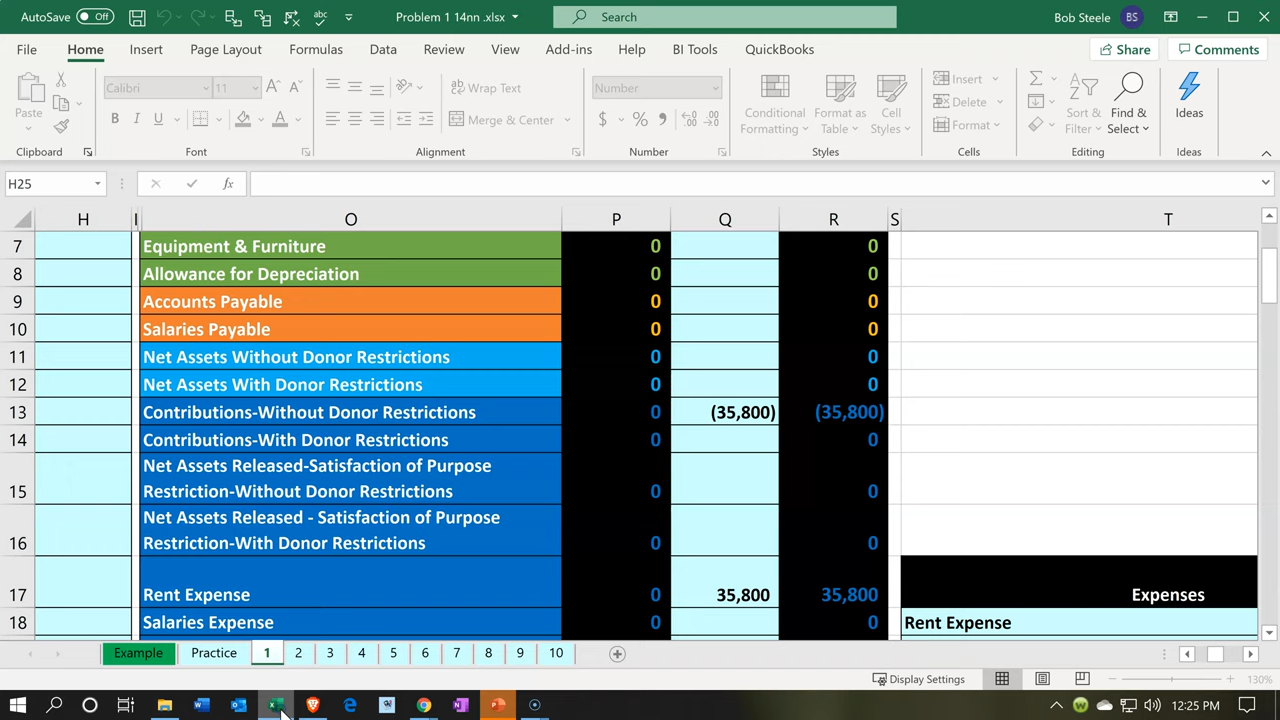 AutoSave Off abc Problem 1 14nn .xlsx Search Bob Steele BS
File Home Insert Page Layout Formulas Data Review View Add-ins Help BI Tools QuickBooks Share Comments
Paste Calibri 11 A A Wrap Text Number Conditional Formatting Format as Table Cell Styles Insert Sort & Filter Find & Select Ideas
B I U A Merge & Center $ % , Delete
Format
Clipboard Font Alignment Number Styles Cells Editing Ideas
H25 fx
H I O P Q R S T
7 Equipment & Furniture 0 0
8 Allowance for Depreciation 0 0
9 Accounts Payable 0 0
10 Salaries Payable 0 0
11 Net Assets Without Donor Restrictions 0 0
12 Net Assets With Donor Restrictions 0 0
13 Contributions-Without Donor Restrictions 0 (35,800) (35,800)
14 Contributions-With Donor Restrictions 0 0
Net Assets Released-Satisfaction of Purpose
15 Restriction-Without Donor Restrictions 0 0
Net Assets Released - Satisfaction of Purpose
16 Restriction-With Donor Restrictions 0 0
17 Rent Expense 0 35,800 35,800 Expenses
18 Salaries Expense 0 0 Rent Expense
Example Practice 1 2 3 4 5 6 7 8 9 10
Display Settings 130%
12:25 PM